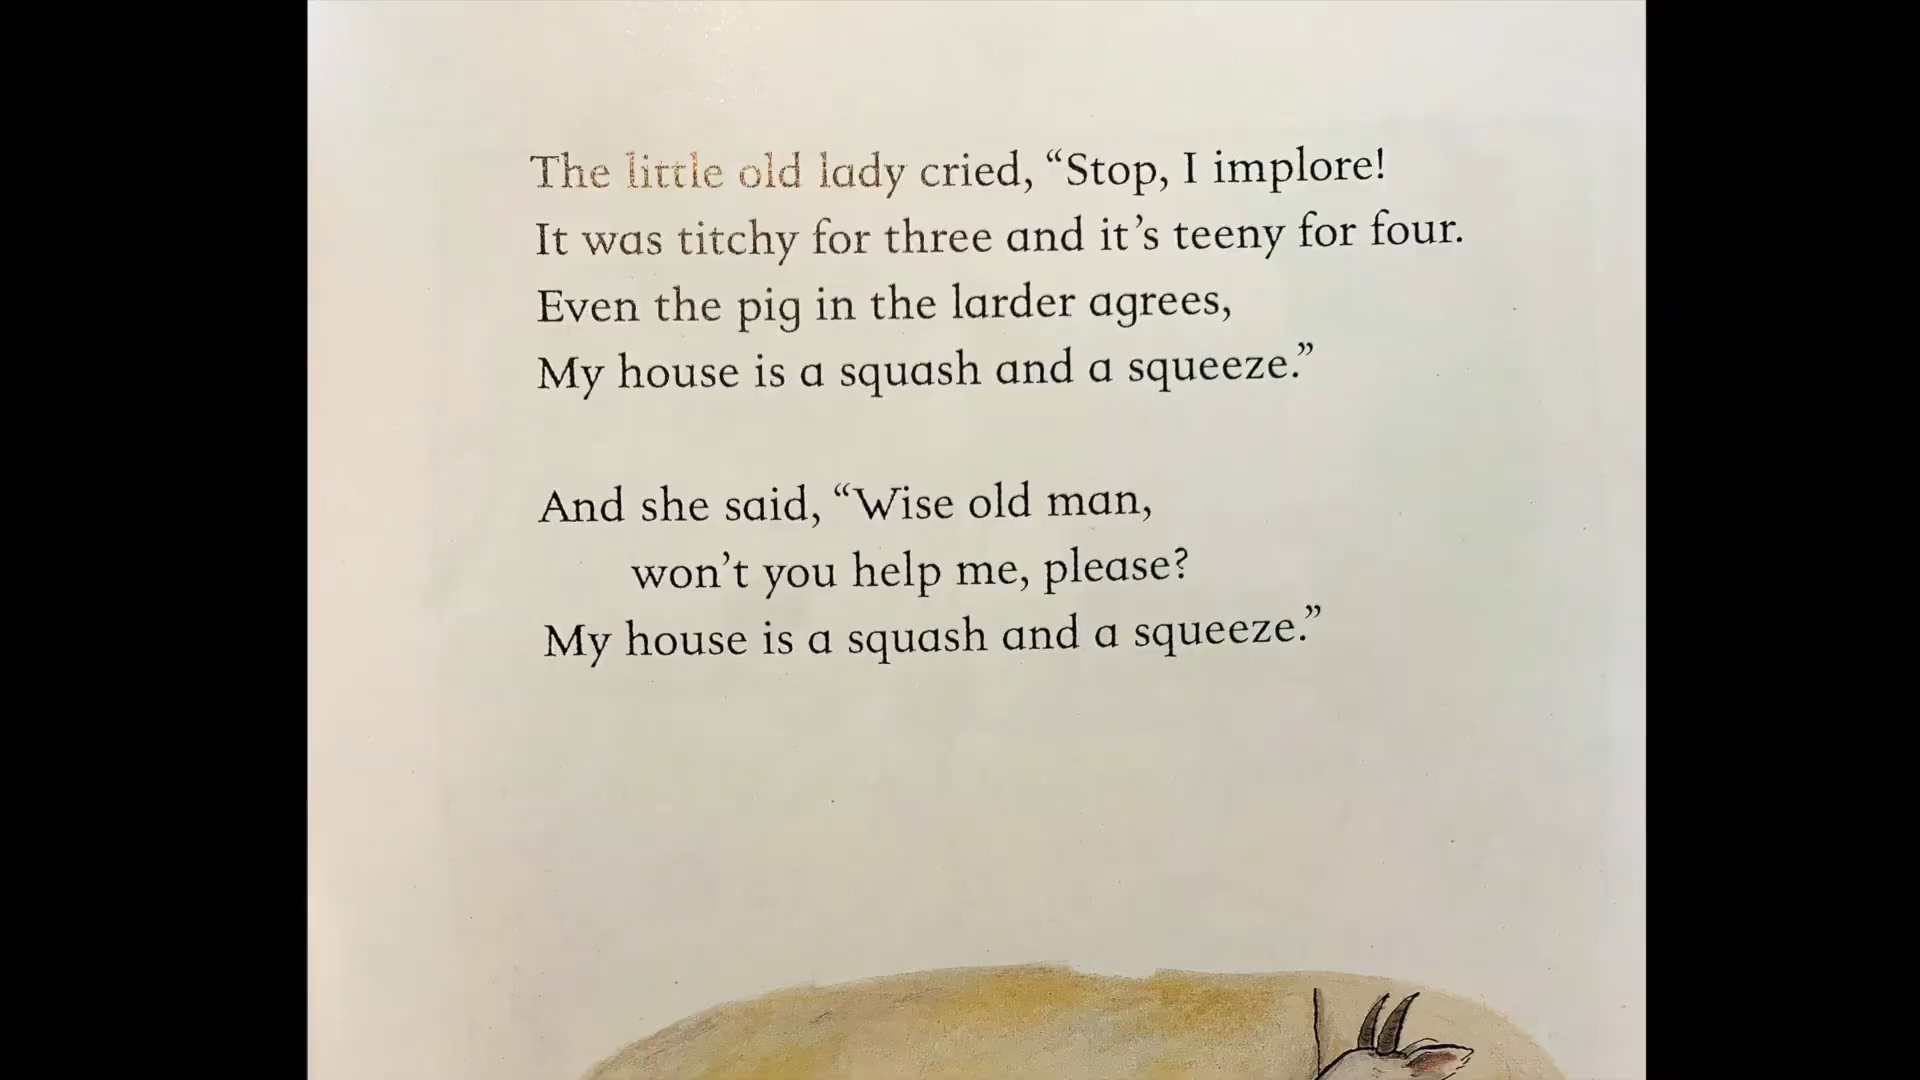 The little old lady cried, “Stop, I implore!
It was titchy for three and it’s teeny for four.
Even the pig in the larder agrees,
My house is a squash and a squeeze.”
And she said, “Wise old man,
won’t you help me, please?
My house is a squash and a squeeze.”